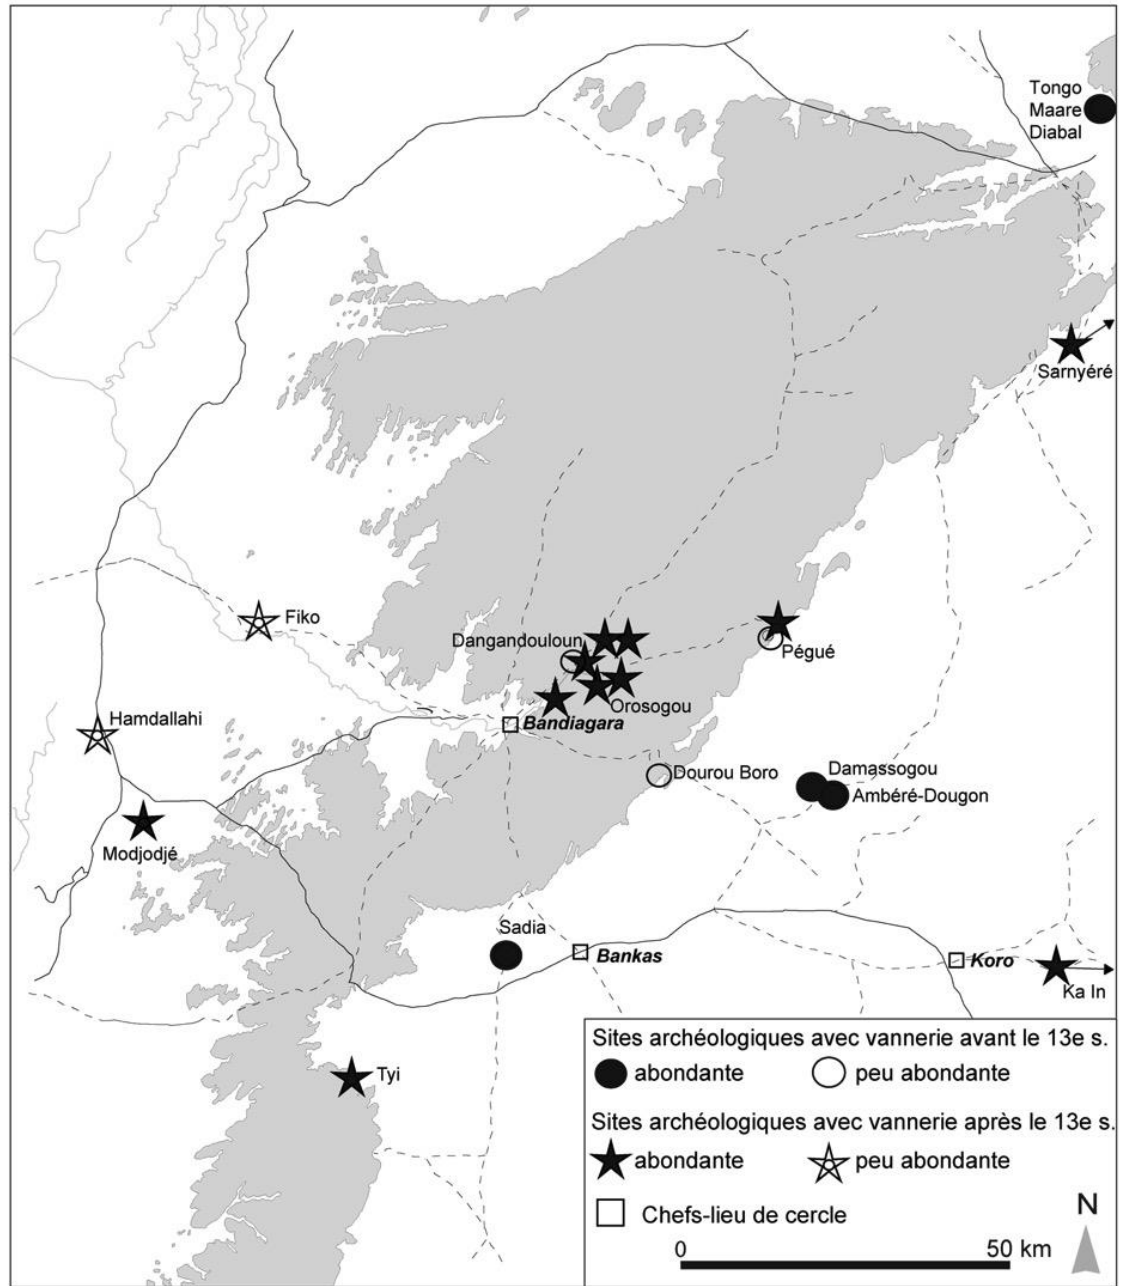 Tongo
Maare
Diabal
Sarnyéré
Fiko
Dangandouloun
Pégué
Orosogou
Hamdallahi
Bandiagara
Dourou Boro
Damassogou
Ambéré-Dougon
Modjodjé
Sadia
Bankas
Koro
Ka In
Tyi
Sites archéologiques avec vannerie avant le 13e s.
abondante
peu abondante
Sites archéologiques avec vannerie après le 13e s.
abondante
peu abondante
Chefs-lieu de cercle
N
0
50 km